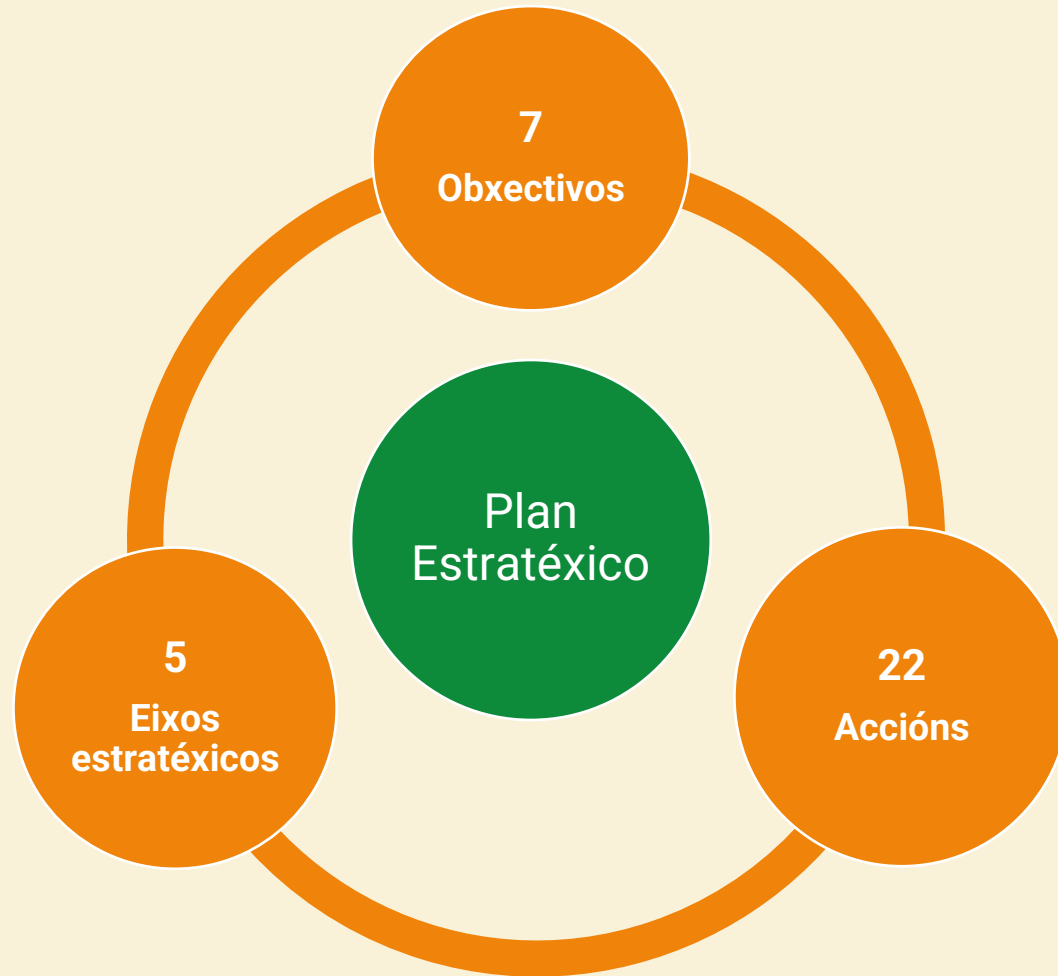 7
Obxectivos
Plan
Estratéxico
5
Eixos
estratéxicos
22
Accións